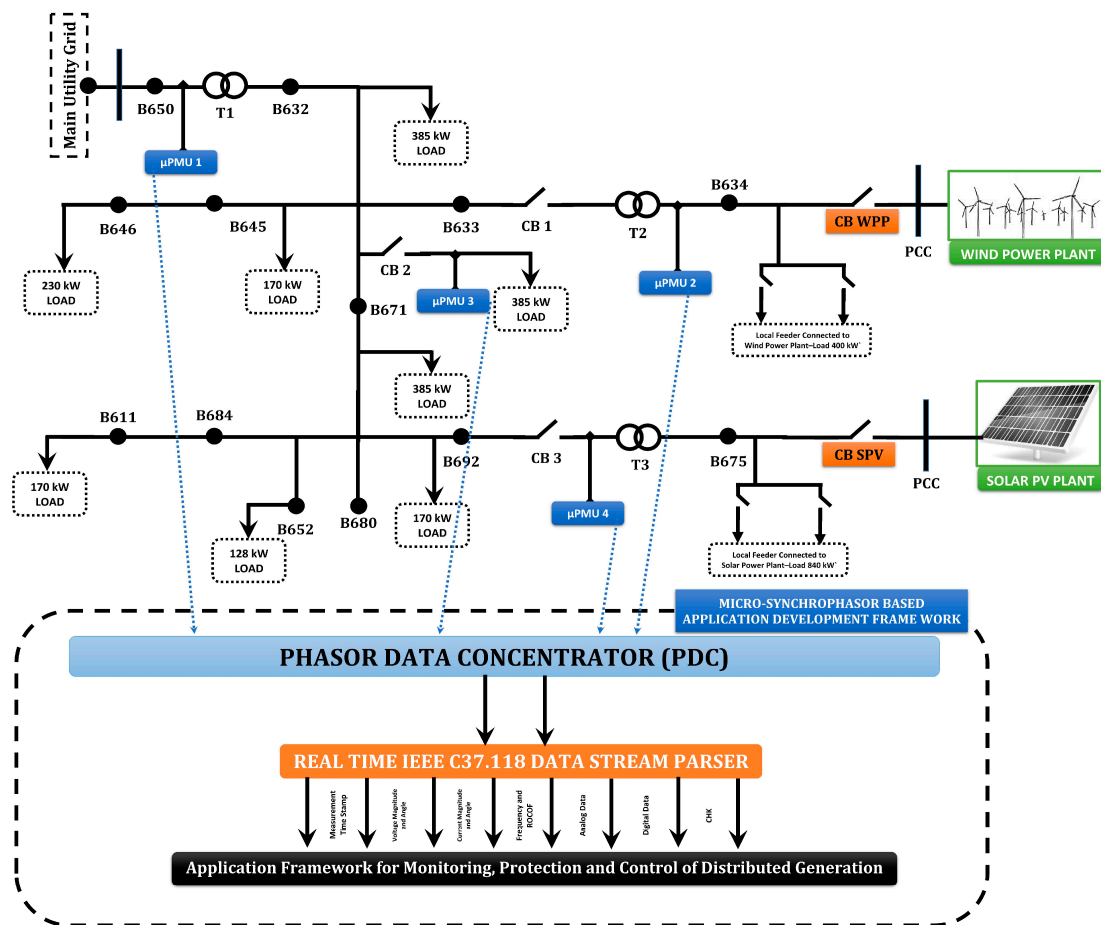 Main Utility Grid
B650
T1
B632
385 kW
LOAD
µPMU 1
B646
B645
B633
CB 1
T2
B634
CB WPP
PCC
WIND POWER PLANT
230 kW
LOAD
170 kW
LOAD
CB 2
µPMU 3
385 kW
LOAD
µPMU 2
B671
Local Feeder Connected to
Wind Power Plant–Load 400 kW`
385 kW
LOAD
B611
B684
B692
CB 3
T3
B675
CB SPV
PCC
SOLAR PV PLANT
170 kW
LOAD
B652
B680
170 kW
LOAD
µPMU 4
128 kW
LOAD
Local Feeder Connected to
Solar Power Plant–Load 840 kW`
MICRO-SYNCHROPHASOR BASED
APPLICATION DEVELOPMENT FRAME WORK
PHASOR DATA CONCENTRATOR (PDC)
REAL TIME IEEE C37.118 DATA STREAM PARSER
Measurement
Time Stamp
Voltage Magnitude
and Angle
Current Magnitude
and Angle
Frequency and
ROCOF
Analog Data
Digital Data
CHK
Application Framework for Monitoring, Protection and Control of Distributed Generation